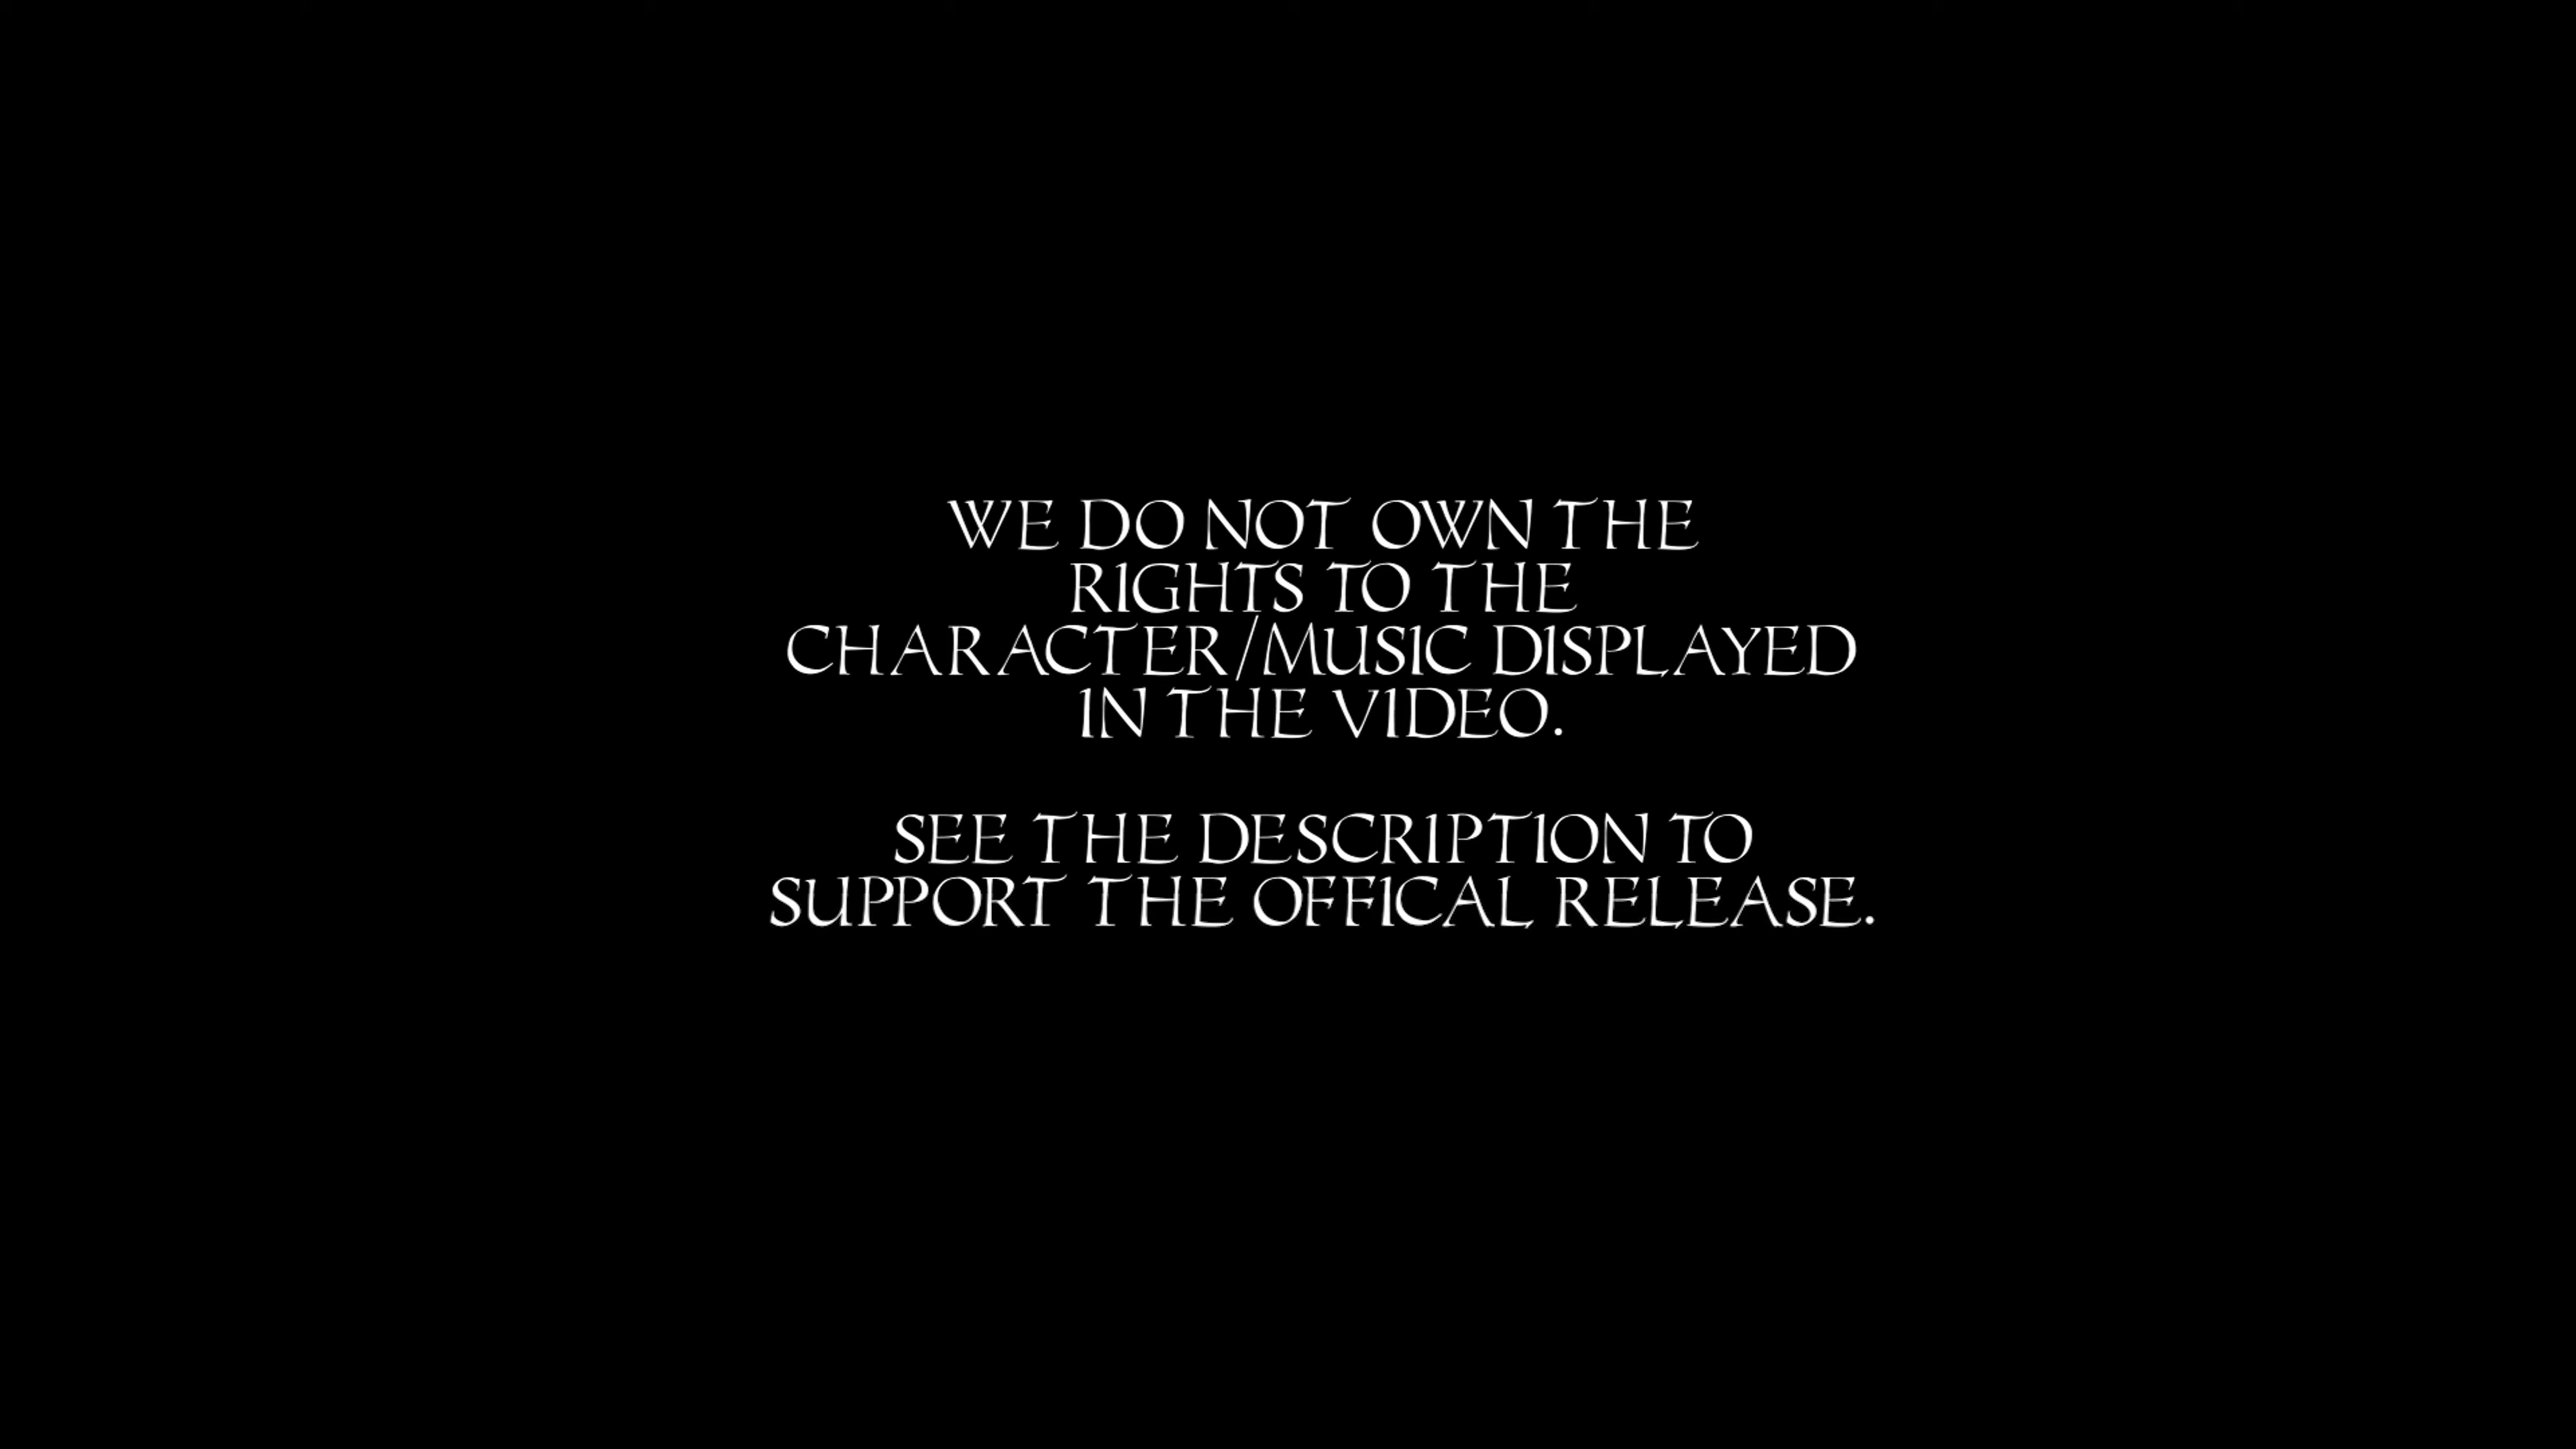 WE DO NOT OWN THE
RIGHTS TO THE
CHARACTER/MUSIC DISPLAYED
IN THE VIDEO.
SEE THE DESCRIPTION TO
SUPPORT THE OFFICAL RELEASE.